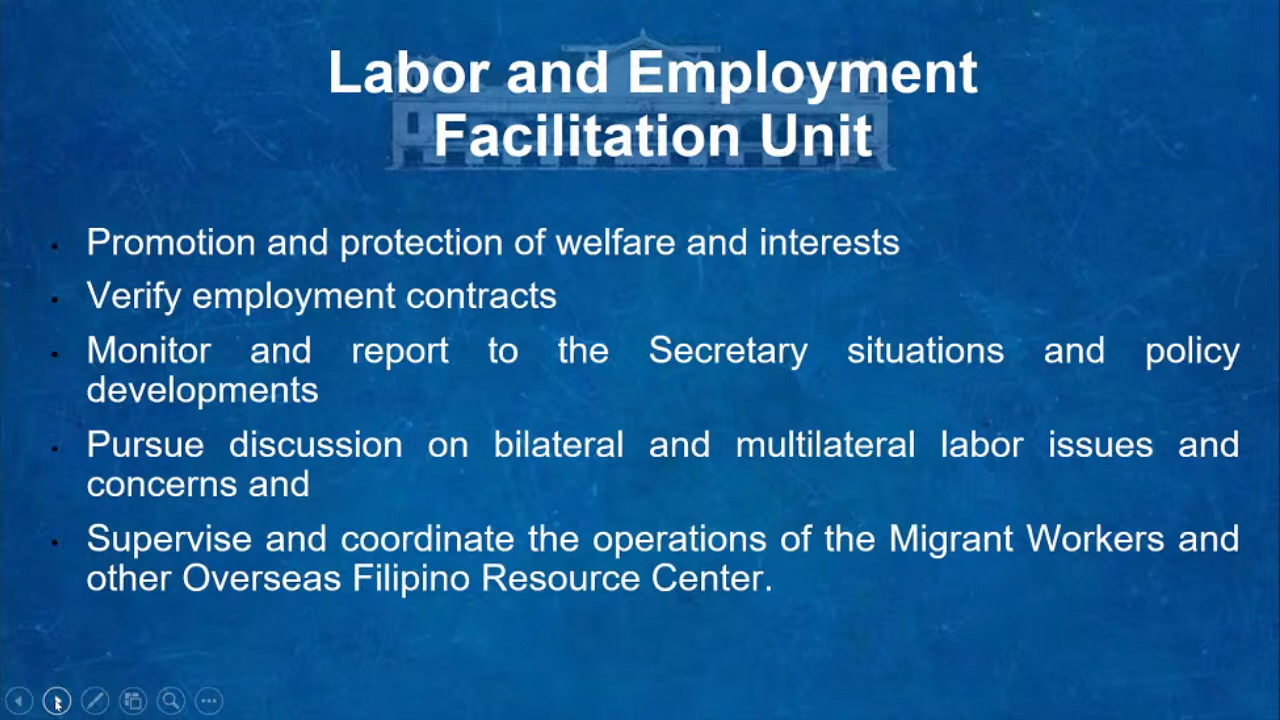 Labor and Employment
Facilitation Unit
· Promotion and protection of welfare and interests
· Verify employment contracts
· Monitor and report to the Secretary situations and policy
developments
· Pursue discussion on bilateral and multilateral labor issues and
concerns and
· Supervise and coordinate the operations of the Migrant Workers and
other Overseas Filipino Resource Center.